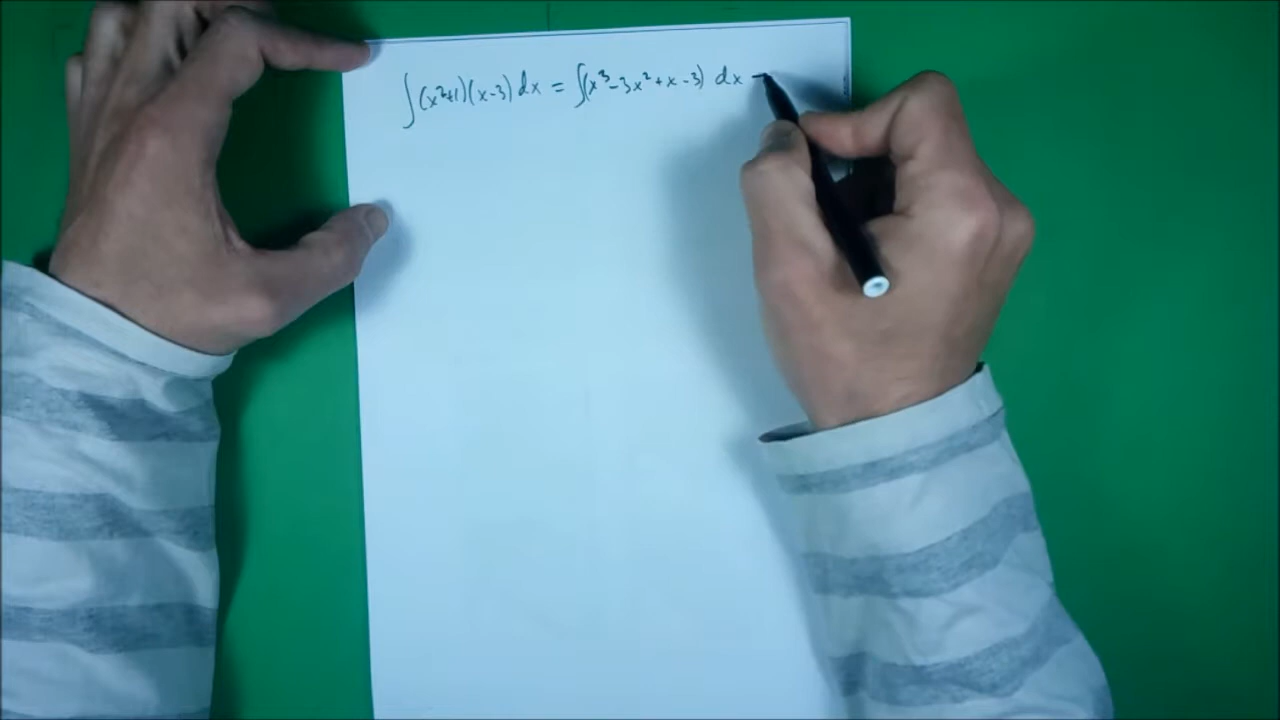 ∫(x²+1)(x-3)dx = ∫(x³-3x²+x-3) dx =